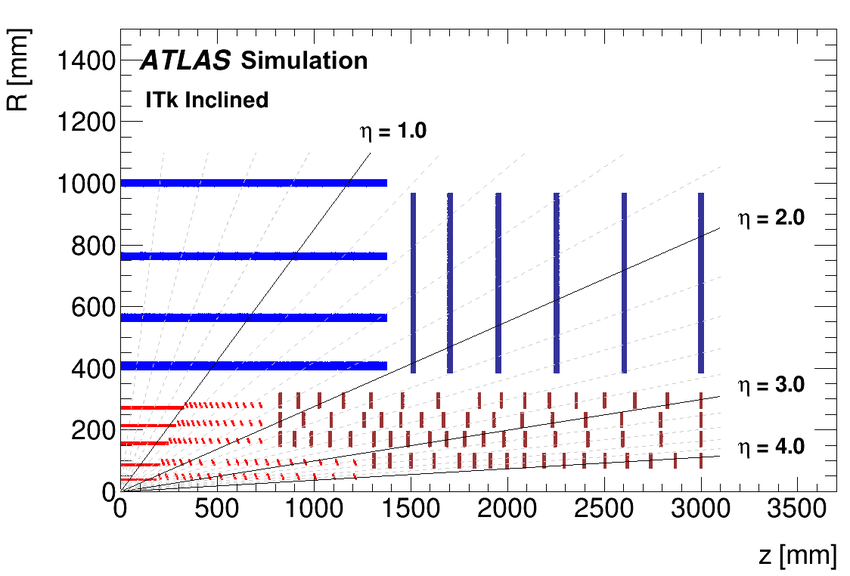 R [mm]
1400
1200
1000
800
600
400
200
0
ATLAS Simulation
ITk Inclined
η = 1.0
η = 2.0
η = 3.0
η = 4.0
0 500 1000 1500 2000 2500 3000 3500
z [mm]